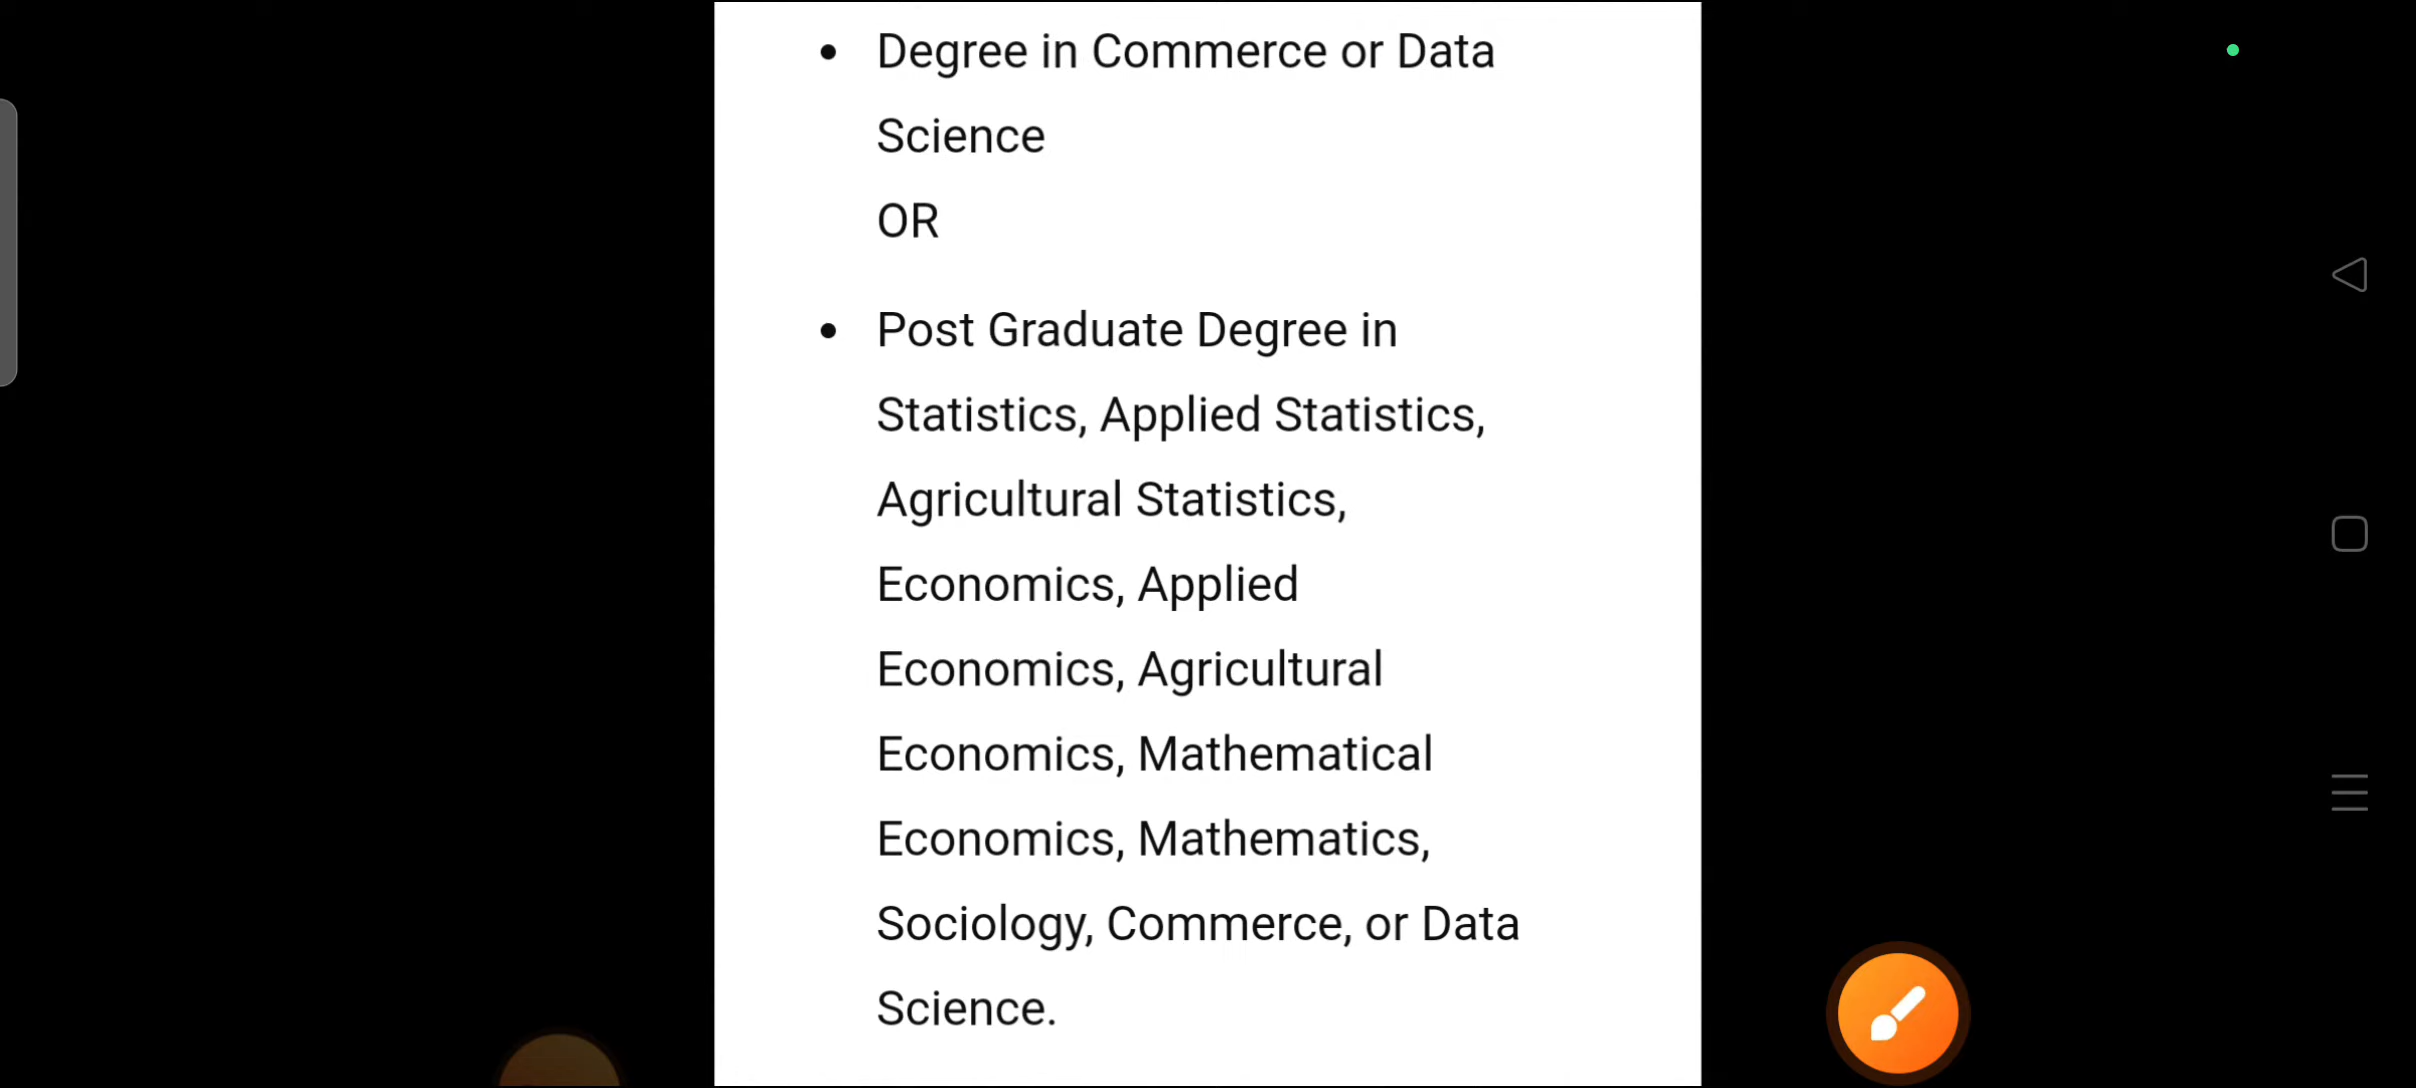 • Degree in Commerce or Data
Science
OR
• Post Graduate Degree in
Statistics, Applied Statistics,
Agricultural Statistics,
Economics, Applied
Economics, Agricultural
Economics, Mathematical
Economics, Mathematics,
Sociology, Commerce, or Data
Science.